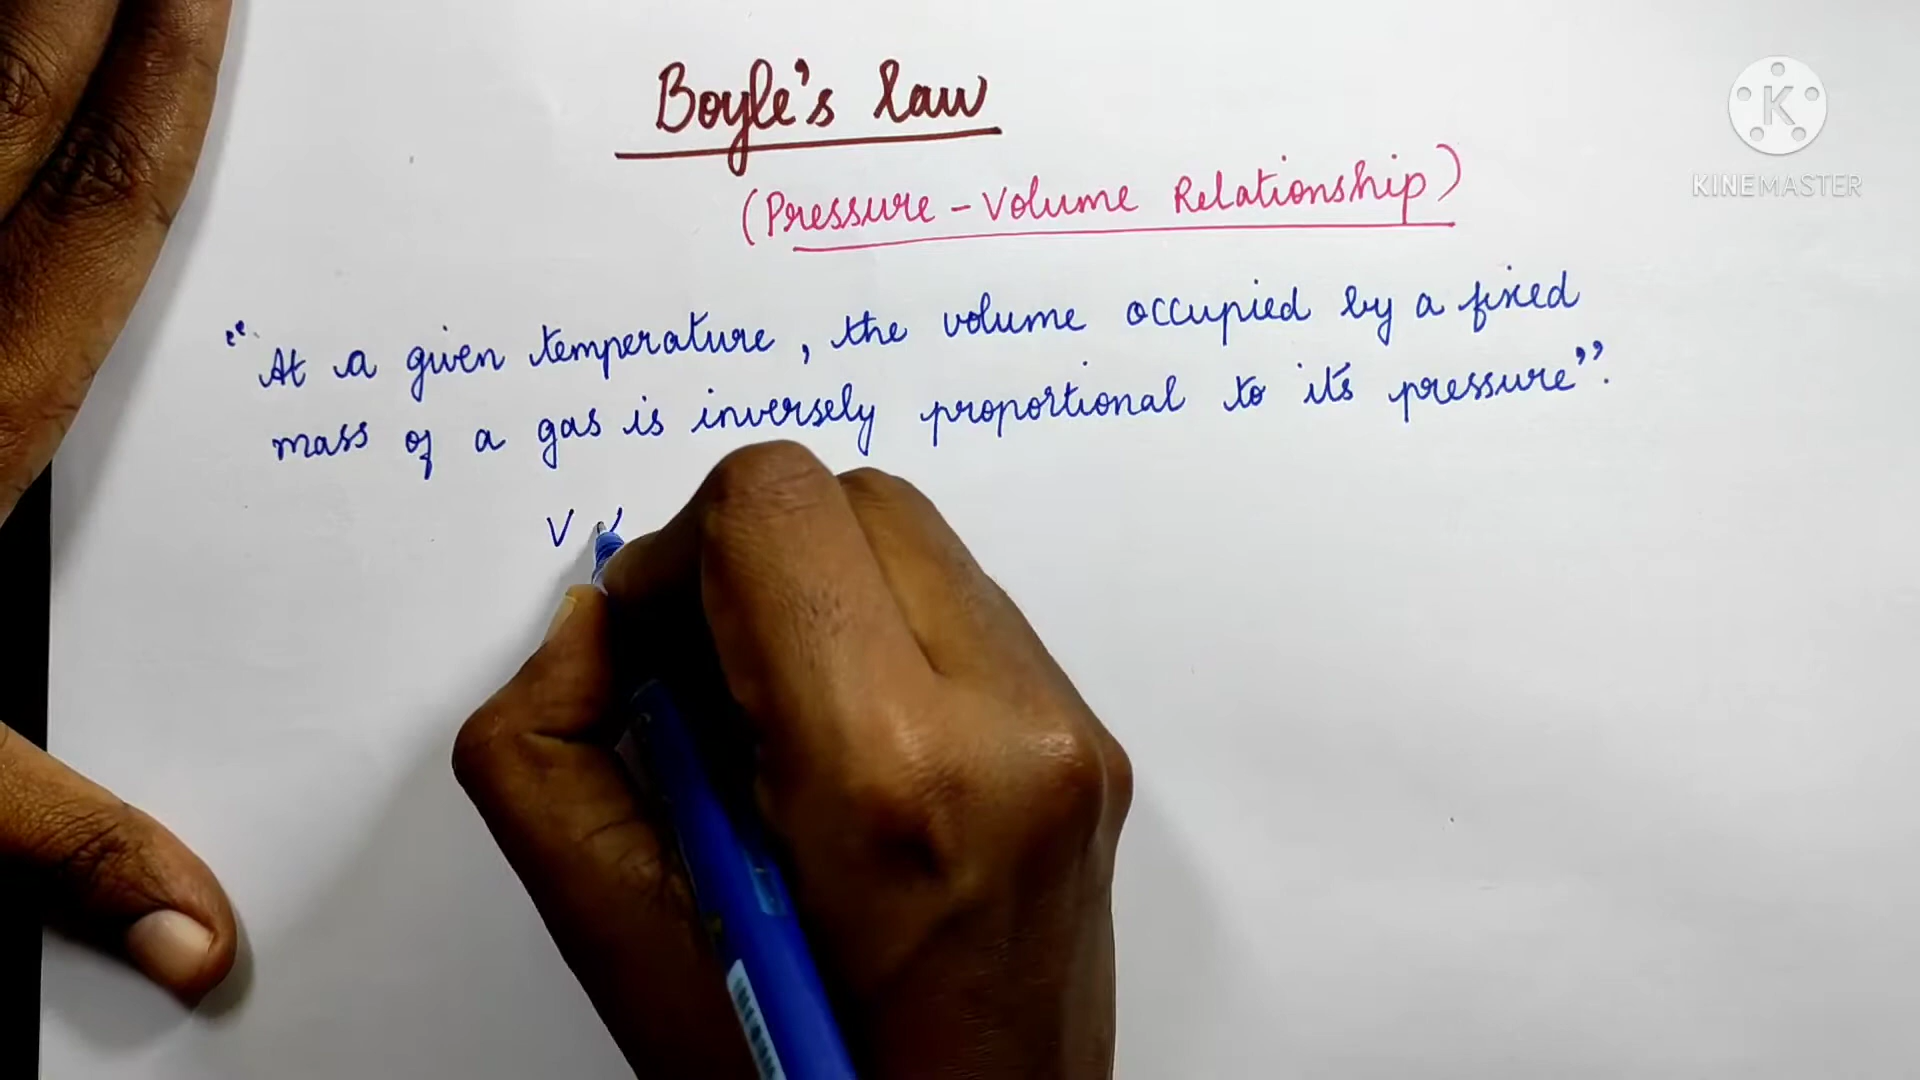 Boyle's law
(Pressure-Volume Relationship)
"At a given temperature, the volume occupied by a fixed
mass of a gas is inversely proportional to it's pressure".
V
K
KINEMASTER